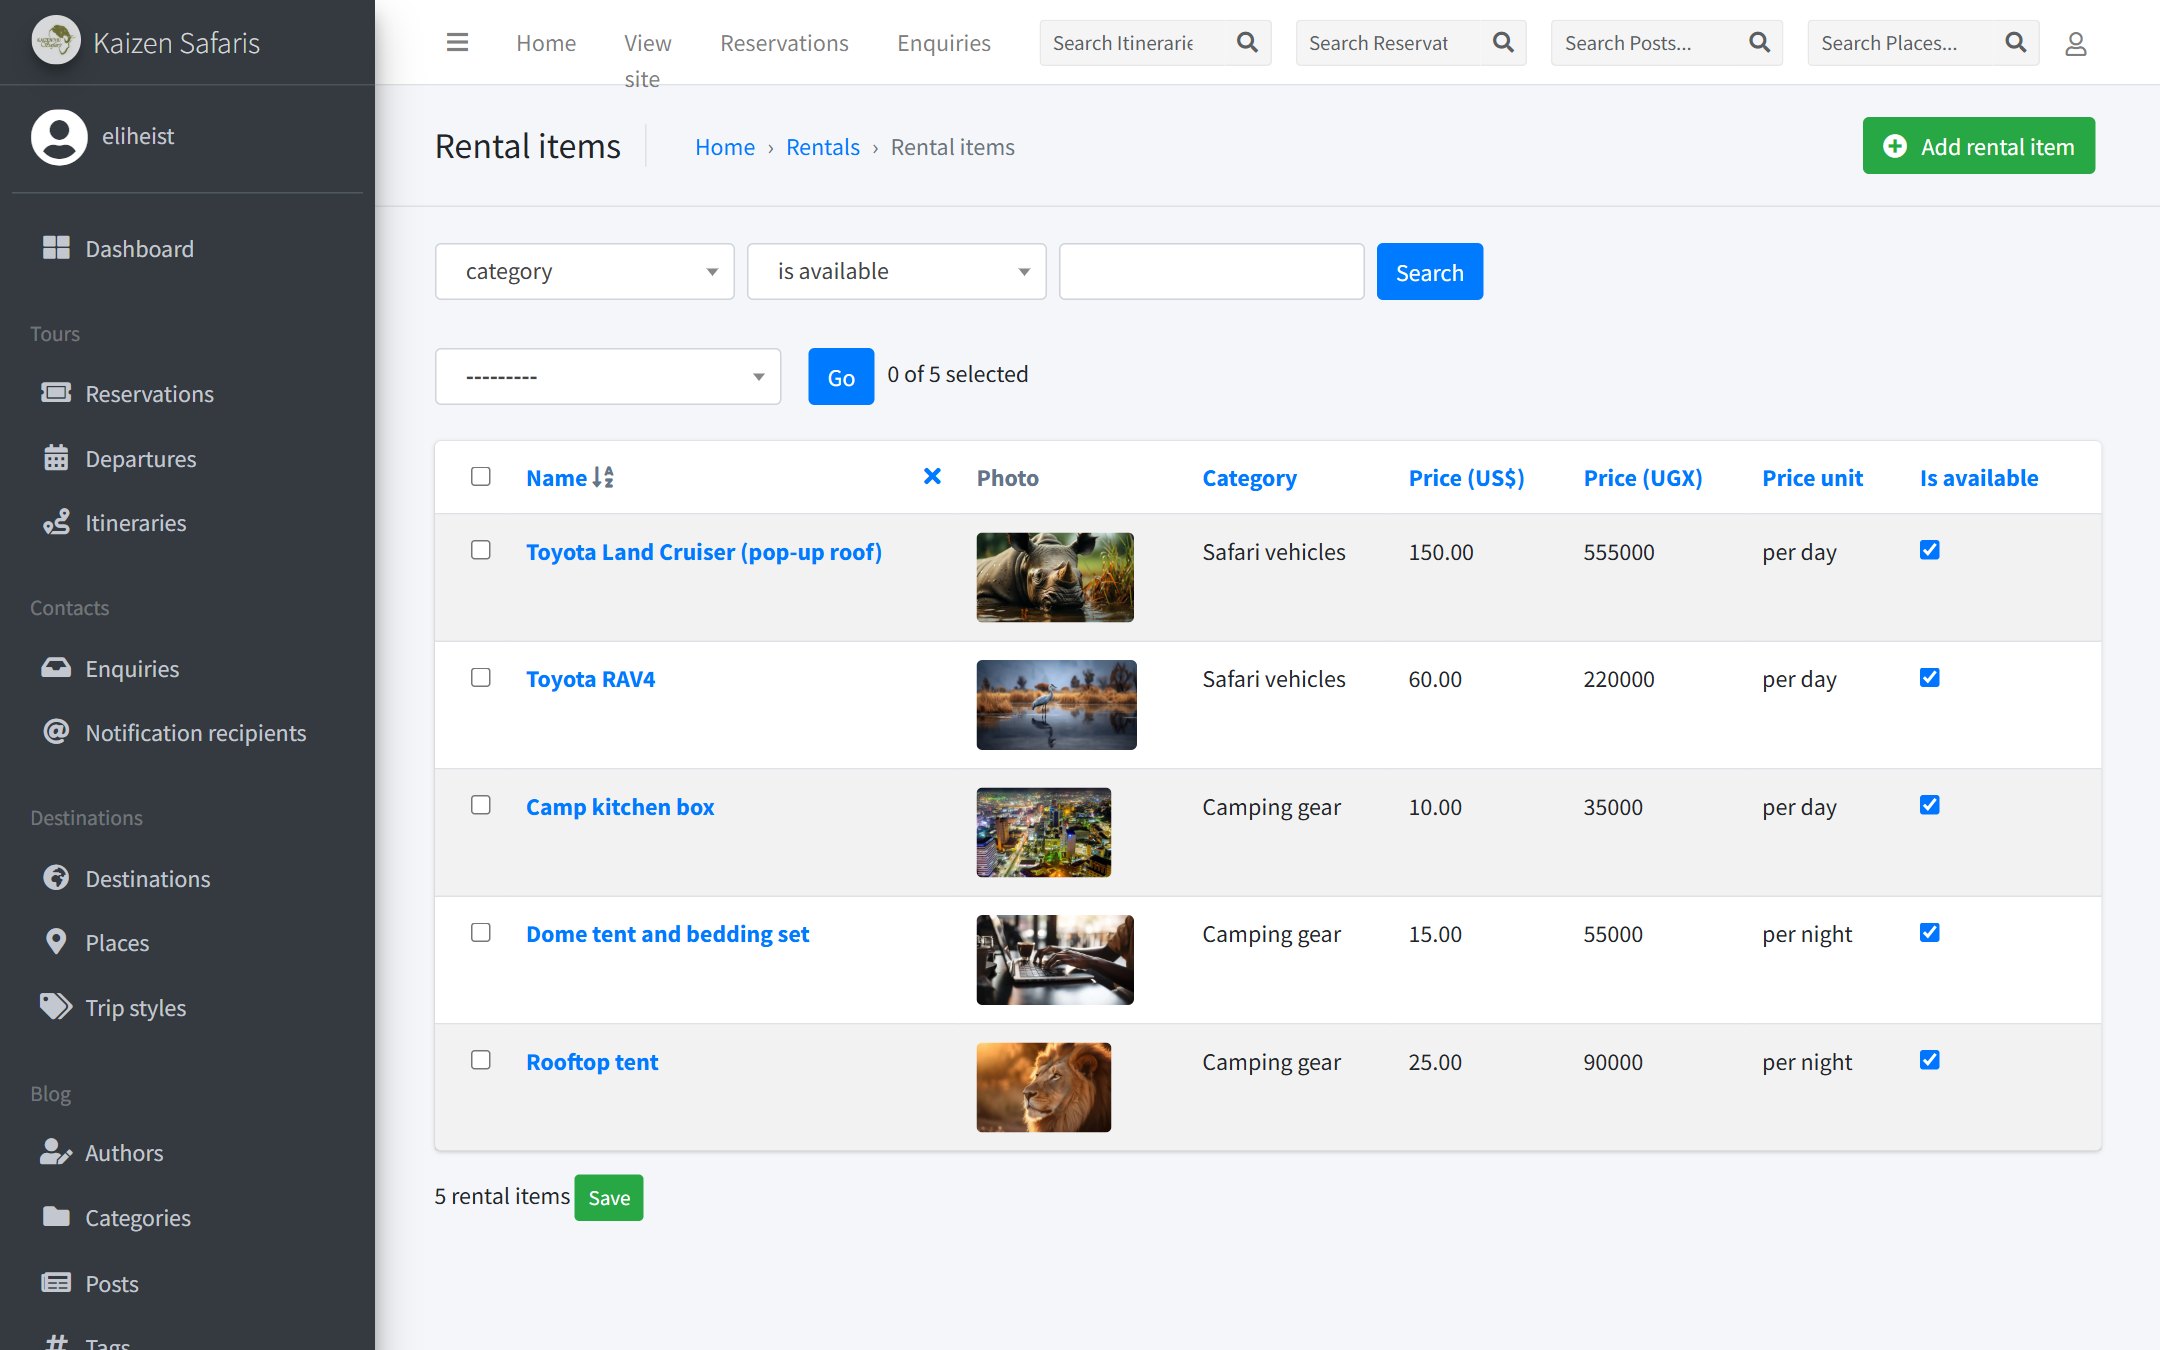 Kaizen Safaris
Home
View site
Reservations
Enquiries
Search Itinerarie
Search Reservat
Search Posts...
Search Places...
eliheist
Dashboard
Tours
Reservations
Departures
Itineraries
Contacts
Enquiries
Notification recipients
Destinations
Destinations
Places
Trip styles
Blog
Authors
Categories
Posts
Tags
Rental items
Home › Rentals › Rental items
Add rental item
category
is available
Search
---------
Go
0 of 5 selected
Name Photo Category Price (US$) Price (UGX) Price unit Is available
Toyota Land Cruiser (pop-up roof) Safari vehicles 150.00 555000 per day
Toyota RAV4 Safari vehicles 60.00 220000 per day
Camp kitchen box Camping gear 10.00 35000 per day
Dome tent and bedding set Camping gear 15.00 55000 per night
Rooftop tent Camping gear 25.00 90000 per night
5 rental items
Save